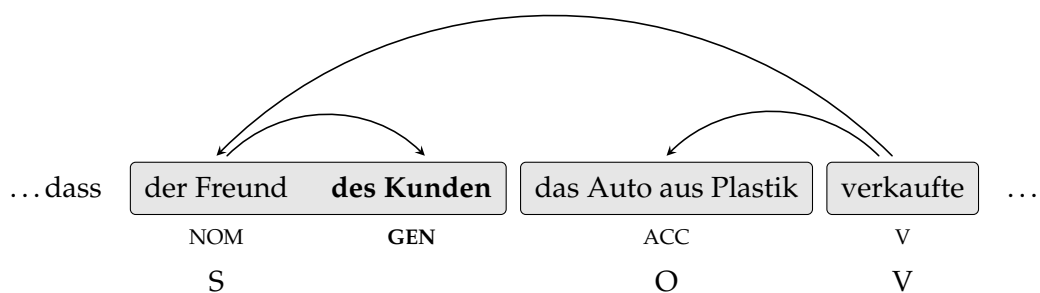 ... dass der Freund des Kunden das Auto aus Plastik verkaufte ...
NOM GEN ACC V
S O V